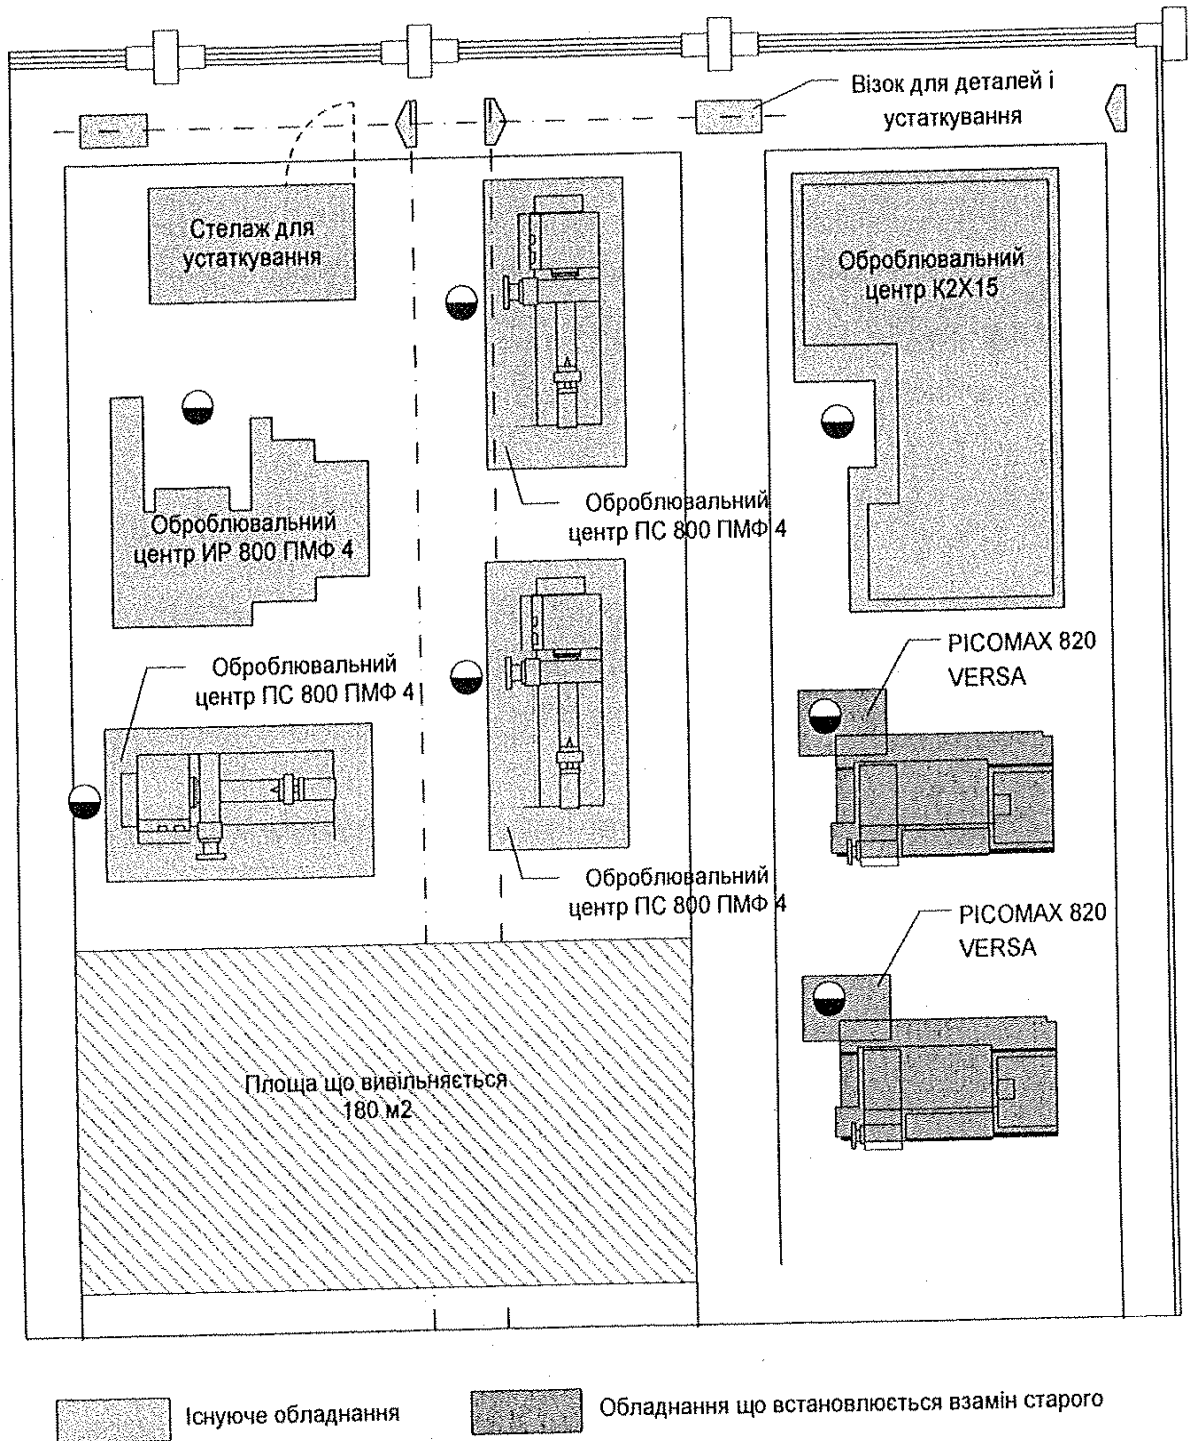 Візок для деталей і
устаткування
Стелаж для
устаткування
Оброблювальний
центр К2Х15
Оброблювальний
центр ПС 800 ПМФ 4
Оброблювальний
центр ИР 800 ПМФ 4
Оброблювальний
центр ПС 800 ПМФ 4
PICOMAX 820
VERSA
Оброблювальний
центр ПС 800 ПМФ 4
PICOMAX 820
VERSA
Площа що вивільняється
180 м2
Існуюче обладнання
Обладнання що встановлюється взамін старого